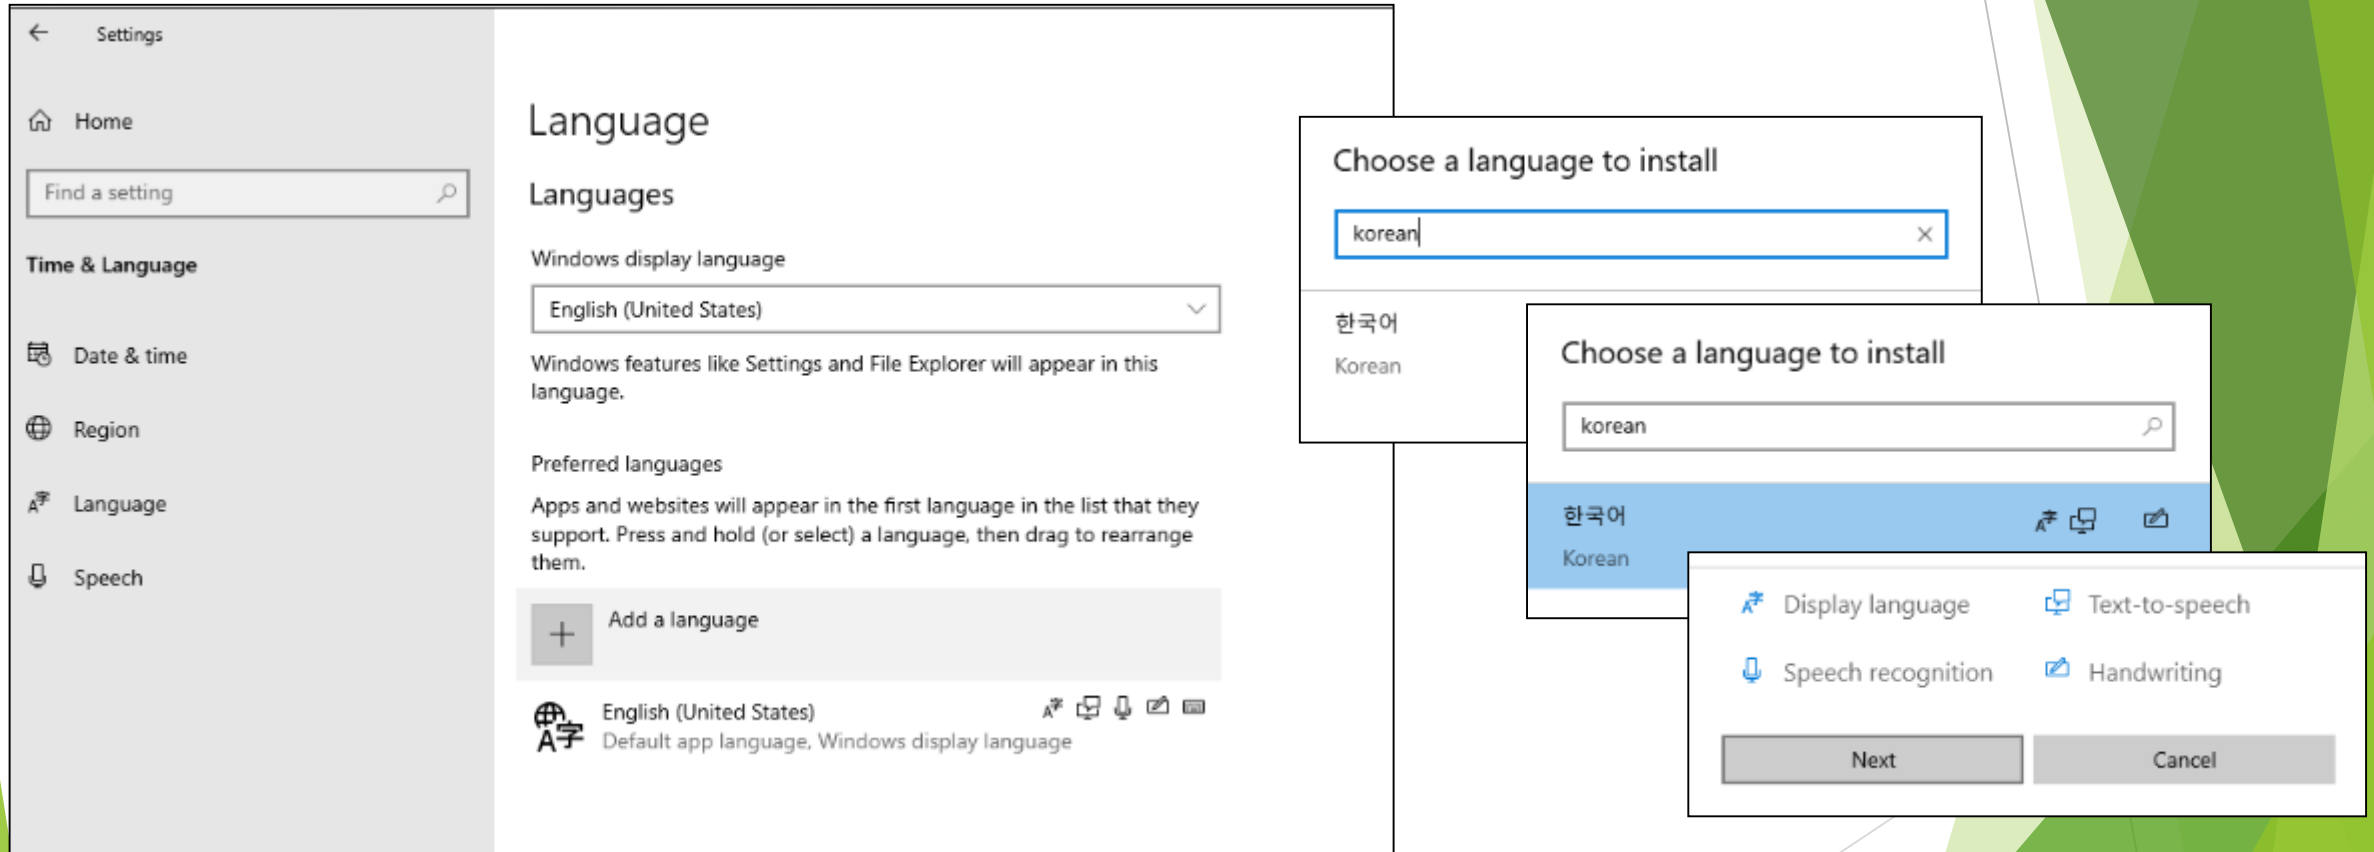 Settings
Home
Find a setting
Time & Language
Date & time
Region
Language
Speech
Language
Languages
Windows display language
English (United States)
Windows features like Settings and File Explorer will appear in this
language.
Preferred languages
Apps and websites will appear in the first language in the list that they
support. Press and hold (or select) a language, then drag to rearrange
them.
Add a language
English (United States)
Default app language, Windows display language
Choose a language to install
korean
한국어
Korean
Choose a language to install
korean
한국어
Korean
Display language
Text-to-speech
Speech recognition
Handwriting
Next
Cancel